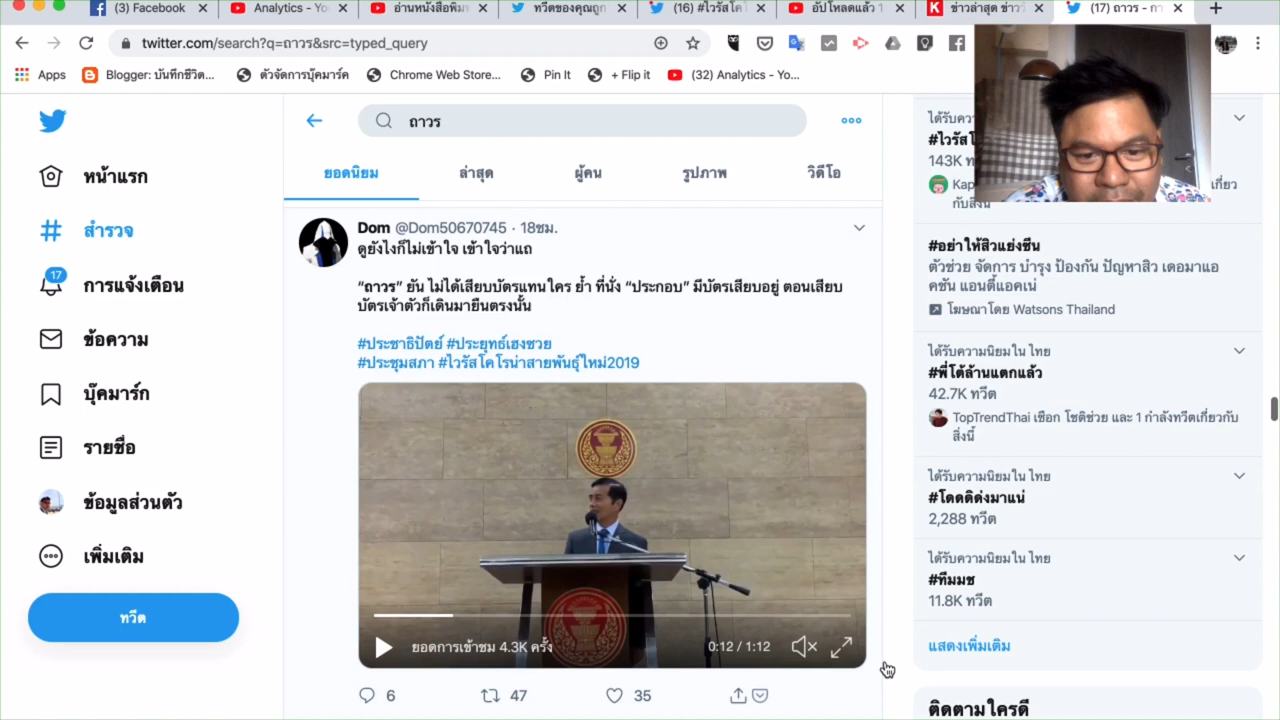 (3) Facebook
Analytics - Yo
อ่านหนังสือพิม
ทวีตของคุณถูก
(16) #ไวรัสโค
อัปโหลดแล้ว 1
ข่าวล่าสุด ข่าว
(17) ถาวร - กา
twitter.com/search?q=ถาวร&src=typed_query
Apps
Blogger: บันทึกชีวิต...
ตัวจัดการบุ๊คมาร์ค
Chrome Web Store...
Pin It
+ Flip it
(32) Analytics - Yo...
หน้าแรก
สำรวจ
17
การแจ้งเตือน
ข้อความ
บุ๊คมาร์ก
รายชื่อ
ข้อมูลส่วนตัว
เพิ่มเติม
ทวีต
ถาวร
ยอดนิยม
ล่าสุด
ผู้คน
รูปภาพ
วิดีโอ
Dom @Dom50670745 · 18ชม.
ดูยังไงก็ไม่เข้าใจ เข้าใจว่าแถ
“ถาวร” ยัน ไม่ได้เสียบบัตรแทนใคร ย้ำ ที่นั่ง “ประกอบ” มีบัตรเสียบอยู่ ตอนเสียบ
บัตรเจ้าตัวก็เดินมายืนตรงนั้น
#ประชาธิปัตย์ #ประยุทธ์เฮงซวย
#ประชุมสภา #ไวรัสโคโรน่าสายพันธุ์ใหม่2019
ยอดการเข้าชม 4.3K ครั้ง
0:12 / 1:12
6
47
35
ได้รับควา
#ไวรัสโ
143K ท
Kap
เกี่ยว
กับสิ่งนี้
#อย่าให้สิวแย่งซีน
ตัวช่วย จัดการ บำรุง ป้องกัน ปัญหาสิว เดอมาแอ
คชัน แอนตี้แอคเน่
โฆษณาโดย Watsons Thailand
ได้รับความนิยมใน ไทย
#พี่โต้ล้านแตกแล้ว
42.7K ทวีต
TopTrendThai เชือก โชติช่วย และ 1 กำลังทวีตเกี่ยวกับ
สิ่งนี้
ได้รับความนิยมใน ไทย
#โดดดิด่งมาแน่
2,288 ทวีต
ได้รับความนิยมใน ไทย
#ทีมมช
11.8K ทวีต
แสดงเพิ่มเติม
ติดตามใครดี